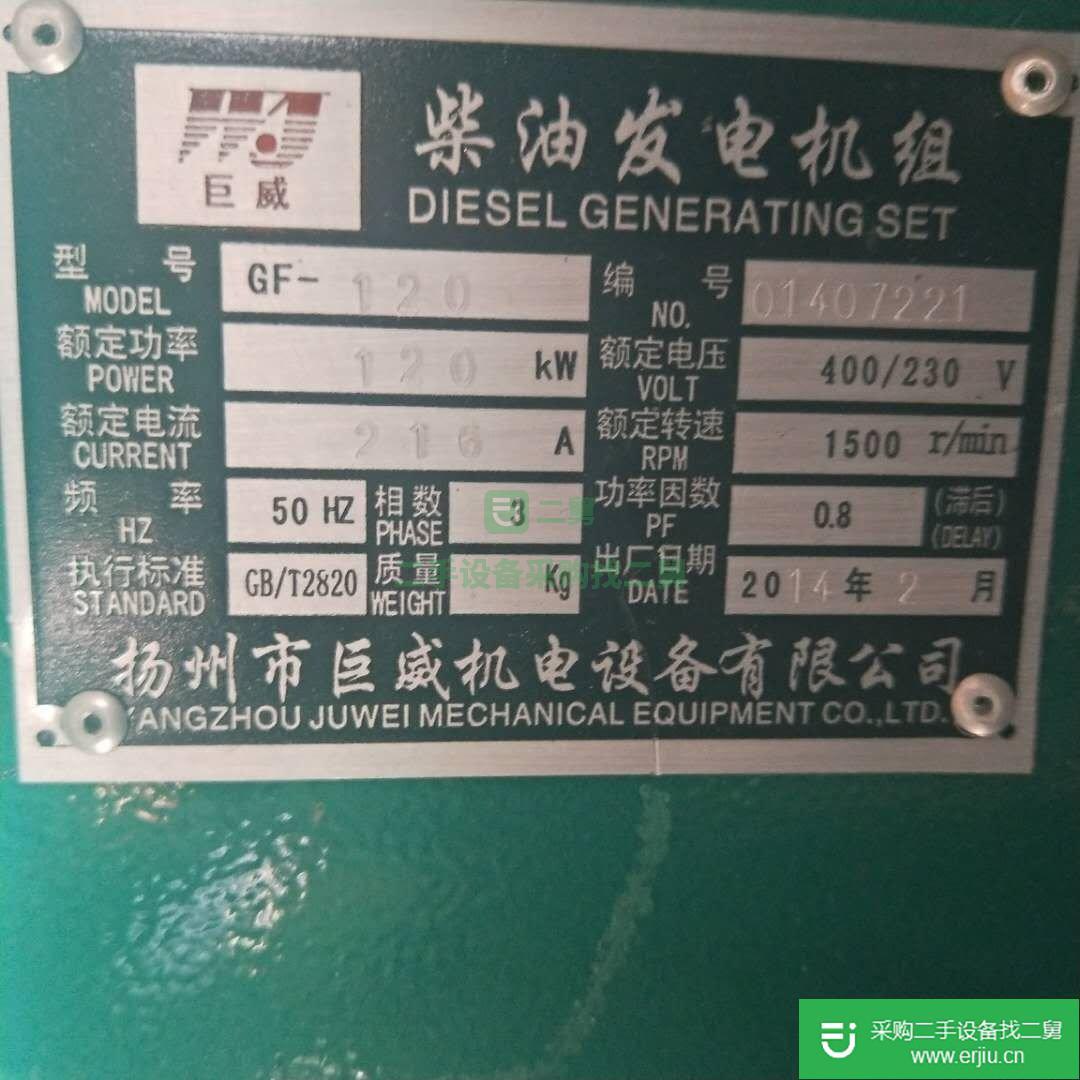 巨威
柴油发电机组
DIESEL GENERATING SET
型号 GF-120 编号 01407221
MODEL NO.
额定功率 120 kW 额定电压 400/230 V
POWER VOLT
额定电流 216 A 额定转速 1500 r/min
CURRENT RPM
频率 50 HZ 相数 3 功率因数 0.8 (滞后)
HZ PHASE PF (DELAY)
执行标准 GB/T2820 质量 Kg 出厂日期 2014年2月
STANDARD WEIGHT DATE
二舅
二手设备采购找二舅
扬州市巨威机电设备有限公司
YANGZHOU JUWEI MECHANICAL EQUIPMENT CO.,LTD.
采购二手设备找二舅
www.erjiu.cn